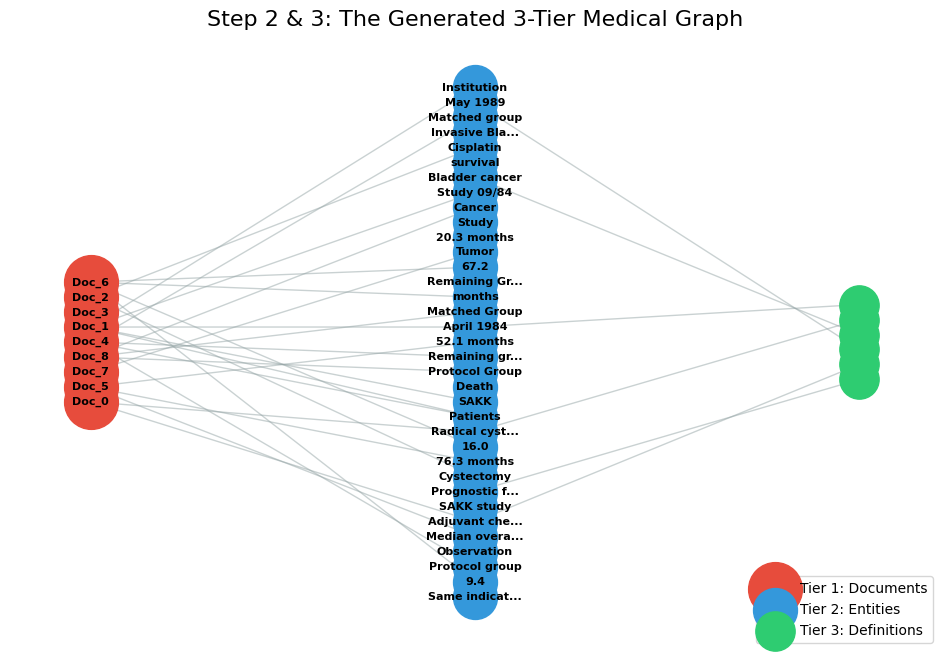 Step 2 & 3: The Generated 3-Tier Medical Graph
Doc_6
Doc_2
Doc_3
Doc_1
Doc_4
Doc_8
Doc_7
Doc_5
Doc_0
Institution
May 1989
Matched group
Invasive Bla...
Cisplatin
survival
Bladder cancer
Study 09/84
Cancer
Study
20.3 months
Tumor
67.2
Remaining Gr...
months
Matched Group
April 1984
52.1 months
Remaining gr...
Protocol Group
Death
SAKK
Patients
Radical cyst...
16.0
76.3 months
Cystectomy
Prognostic f...
SAKK study
Adjuvant che...
Median overa...
Observation
Protocol group
9.4
Same indicat...
Tier 1: Documents
Tier 2: Entities
Tier 3: Definitions